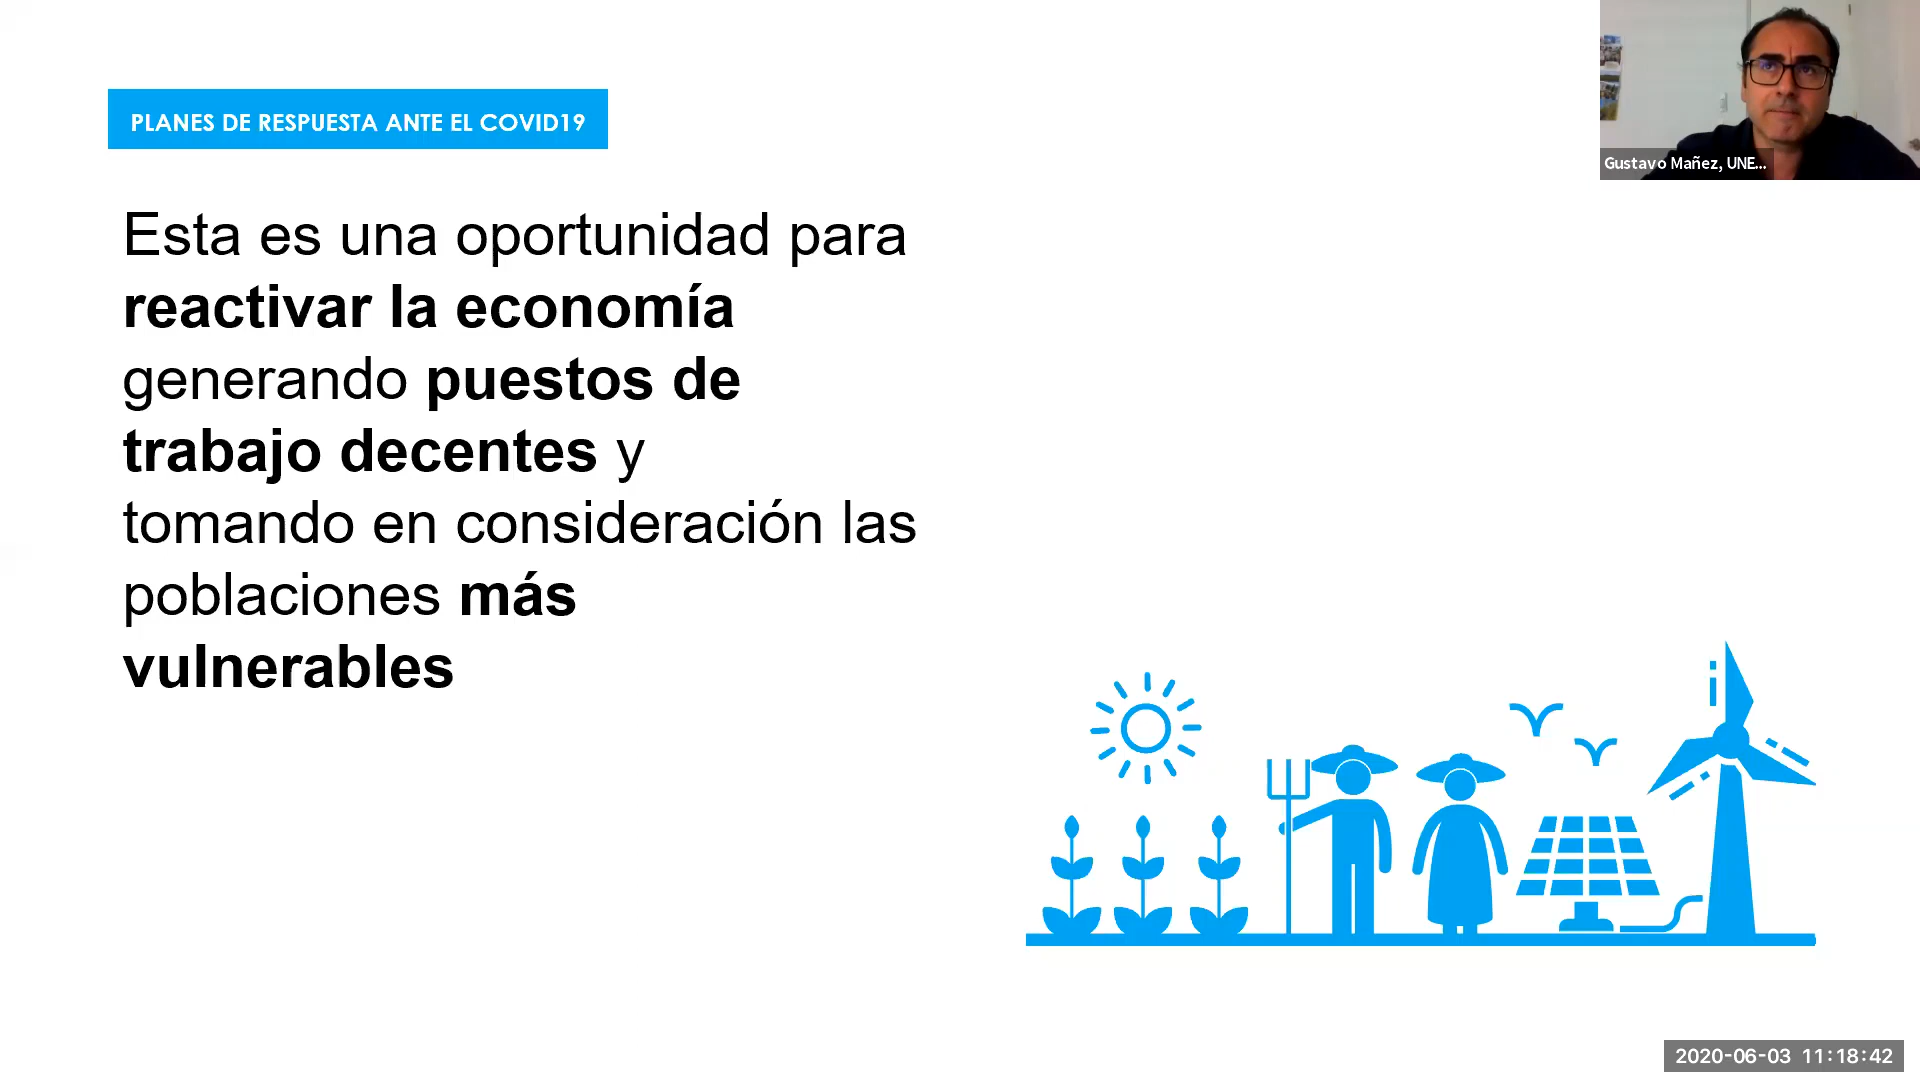 PLANES DE RESPUESTA ANTE EL COVID19
Gustavo Mañez, UNE...
Esta es una oportunidad para
reactivar la economía
generando puestos de
trabajo decentes y
tomando en consideración las
poblaciones más
vulnerables
2020-06-03 11:18:42